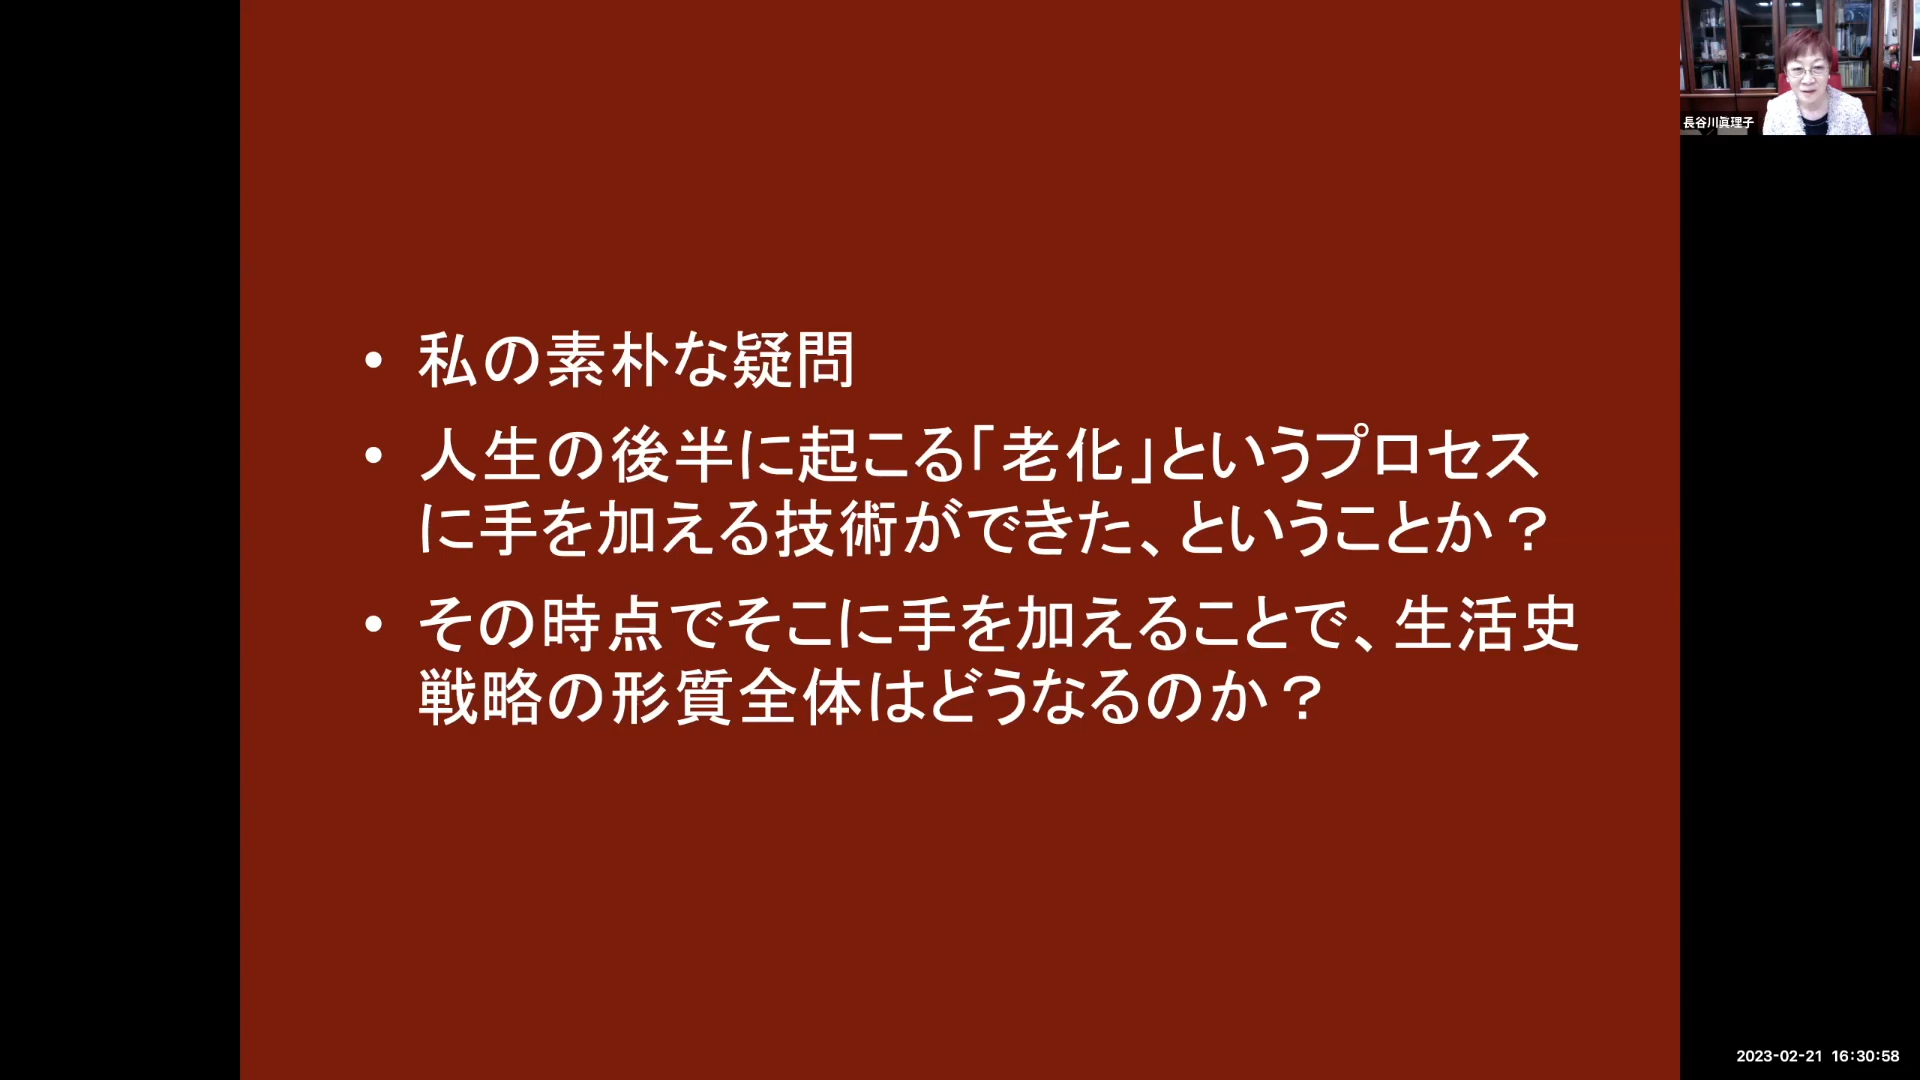 • 私の素朴な疑問
• 人生の後半に起こる「老化」というプロセス
に手を加える技術ができた、ということか？
• その時点でそこに手を加えることで、生活史
戦略の形質全体はどうなるのか？
長谷川眞理子
2023-02-21 16:30:58